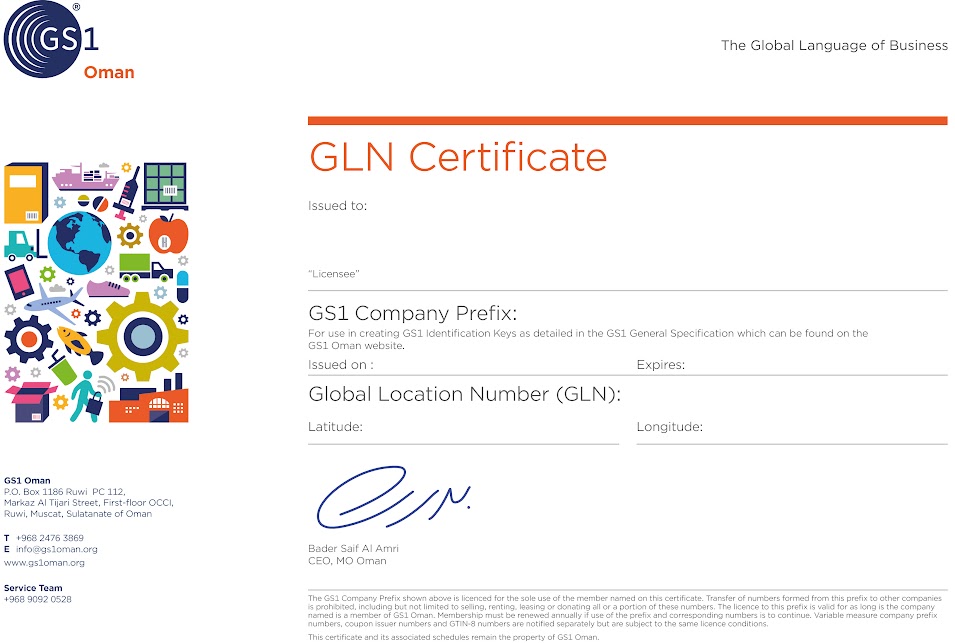 GS1®
Oman
The Global Language of Business
GLN Certificate
Issued to:
“Licensee”
GS1 Company Prefix:
For use in creating GS1 Identification Keys as detailed in the GS1 General Specification which can be found on the
GS1 Oman website.
Issued on : Expires:
Global Location Number (GLN):
Latitude: Longitude:
Bader Saif Al Amri
CEO, MO Oman
GS1 Oman
P.O. Box 1186 Ruwi PC 112,
Markaz Al Tijari Street, First-floor OCCI,
Ruwi, Muscat, Sulatanate of Oman
T +968 2476 3869
E info@gs1oman.org
www.gs1oman.org
Service Team
+968 9092 0528
The GS1 Company Prefix shown above is licenced for the sole use of the member named on this certificate. Transfer of numbers formed from this prefix to other companies
is prohibited, including but not limited to selling, renting, leasing or donating all or a portion of these numbers. The licence to this prefix is valid for as long is the company
named is a member of GS1 Oman. Membership must be renewed annually if use of the prefix and corresponding numbers is to continue. Variable measure company prefix
numbers, coupon issuer numbers and GTIN-8 numbers are notified separately but are subject to the same licence conditions.
This certificate and its associated schedules remain the property of GS1 Oman.